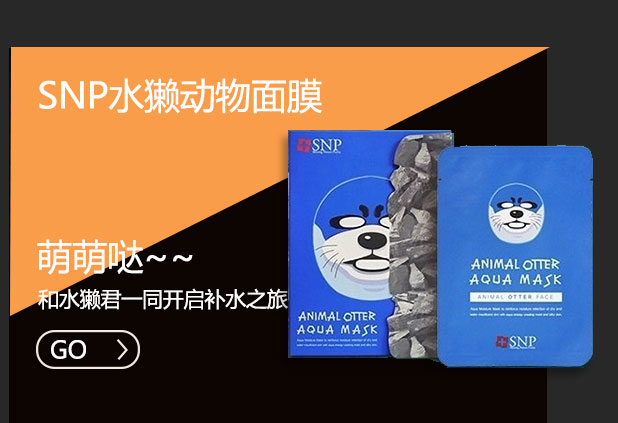 SNP水獭动物面膜
萌萌哒~~
和水獭君一同开启补水之旅
GO
SNP
ANIMAL OTTER
AQUA MASK
ANIMAL OTTER
AQUA MASK
ANIMAL OTTER FACE
SNP